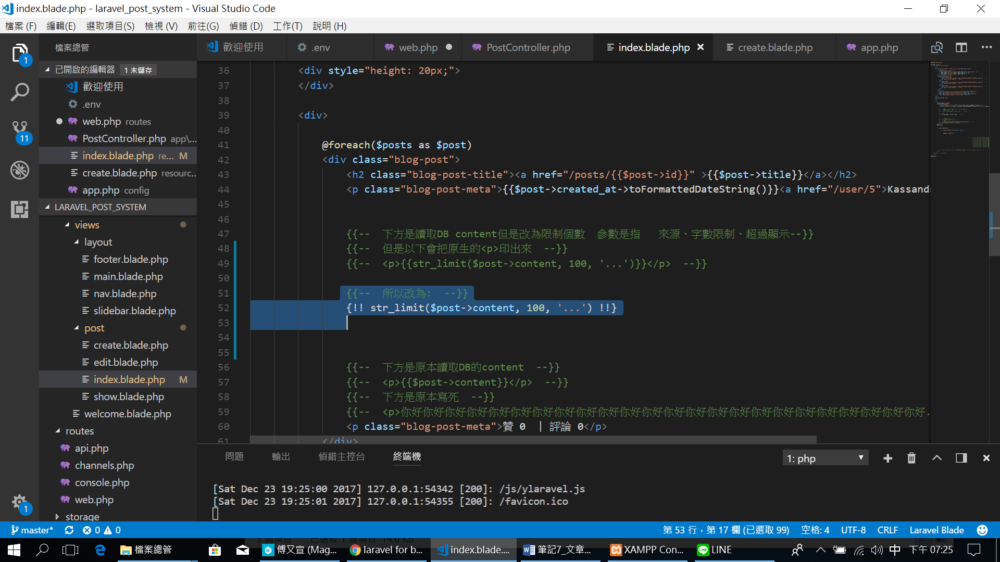 index.blade.php - laravel_post_system - Visual Studio Code
檔案 (F) 編輯(E) 選取項目(S) 檢視 (V) 前往(G) 偵錯 (D) 工作(T) 說明 (H)
檔案總管
歡迎使用 .env web.php PostController.php index.blade.php create.blade.php app.php
1
已開啟的編輯器 1 未儲存
歡迎使用
.env
web.php routes
PostController.php app\...
index.blade.php re... M
create.blade.php resourc...
app.php config
11
LARAVEL_POST_SYSTEM
views
layout
footer.blade.php
main.blade.php
nav.blade.php
slidebar.blade.php
post
create.blade.php
edit.blade.php
index.blade.php M
show.blade.php
welcome.blade.php
routes
api.php
channels.php
console.php
web.php
storage
1
36 <div style="height: 20px;">
37 </div>
38
39 <div>
40
41 @foreach($posts as $post)
42 <div class="blog-post">
43 <h2 class="blog-post-title"><a href="/posts/{{$post->id}}" >{{$post->title}}</a></h2>
44 <p class="blog-post-meta">{{$post->created_at->toFormattedDateString()}}<a href="/user/5">Kassand
45
46
47 {{-- 下方是讀取DB content但是改為限制個數 參數是指 來源、字數限制、超過顯示--}}
48 {{-- 但是以下會把原生的<p>印出來 --}}
49 {{-- <p>{{str_limit($post->content, 100, '...')}}</p> --}}
50
51 {{-- 所以改為: --}}
52 {!! str_limit($post->content, 100, '...') !!}
53
54
55
56 {{-- 下方是原本讀取DB的content --}}
57 {{-- <p>{{$post->content}}</p> --}}
58 {{-- 下方是原本寫死 --}}
59 {{-- <p>你好你好你好你好你好你好你好你好你好你好你好你好你好你好你好你好你好你好你好你好你好你好你好你好
60 <p class="blog-post-meta">贊 0 | 評論 0</p>
61 </div>
問題 輸出 偵錯主控台 終端機 1: php
[Sat Dec 23 19:25:00 2017] 127.0.0.1:54342 [200]: /js/ylaravel.js
[Sat Dec 23 19:25:01 2017] 127.0.0.1:54355 [200]: /favicon.ico
master* 0 0 第 53 行，第 17 欄 (已選取 99) 空格: 4 UTF-8 CRLF Laravel Blade
檔案總管 傅又宣 (Mag... laravel for b... index.blade.... 筆記7_文章... XAMPP Con... LINE 中 下午 07:25